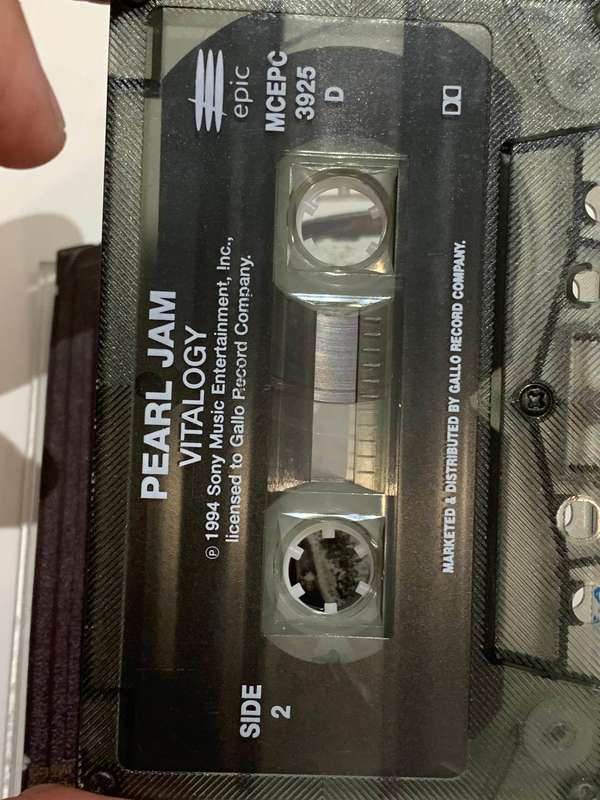 PEARL JAM
VITALOGY
℗ 1994 Sony Music Entertainment, Inc.,
licensed to Gallo Record Company.
SIDE
2
epic
MCEPC
3925
D
MARKETED & DISTRIBUTED BY GALLO RECORD COMPANY.